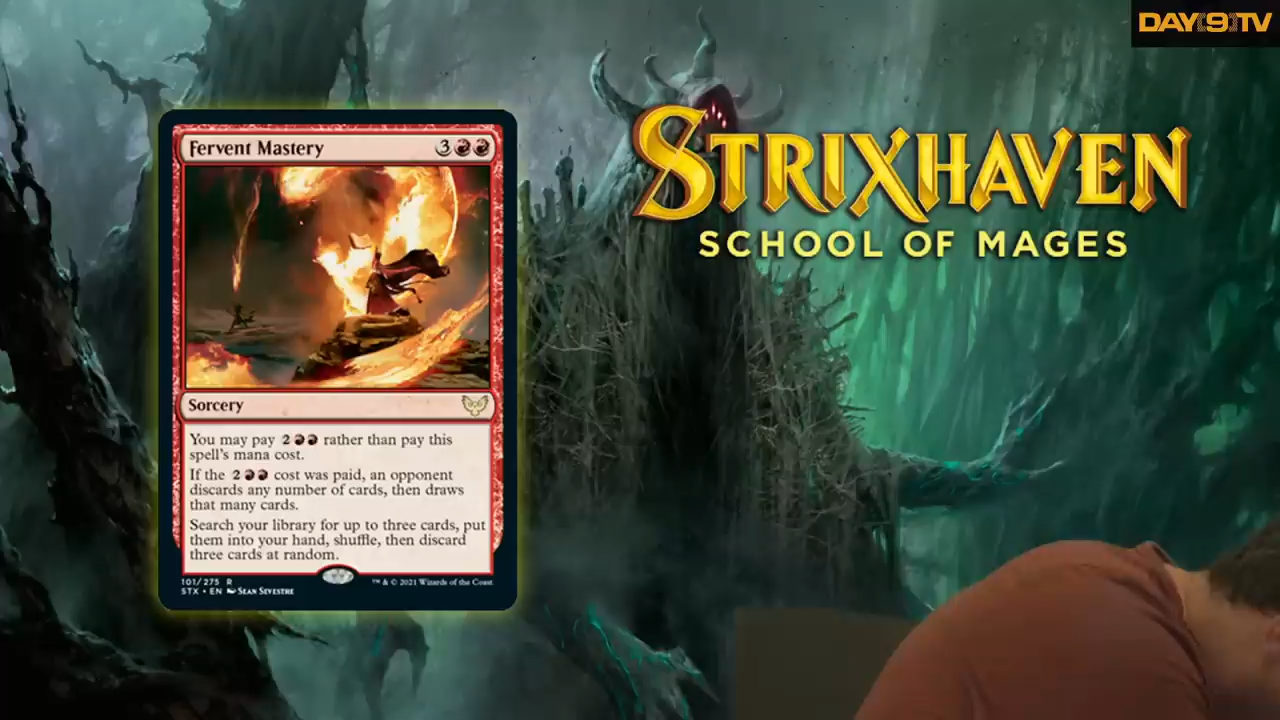 DAY[9]TV
Fervent Mastery 3
STRIXHAVEN
SCHOOL OF MAGES
Sorcery
You may pay 2 rather than pay this
spell's mana cost.
If the 2 cost was paid, an opponent
discards any number of cards, then draws
that many cards.
Search your library for up to three cards, put
them into your hand, shuffle, then discard
three cards at random.
101/275 R
STX • EN Sean Sevestre
™ & © 2021 Wizards of the Coast